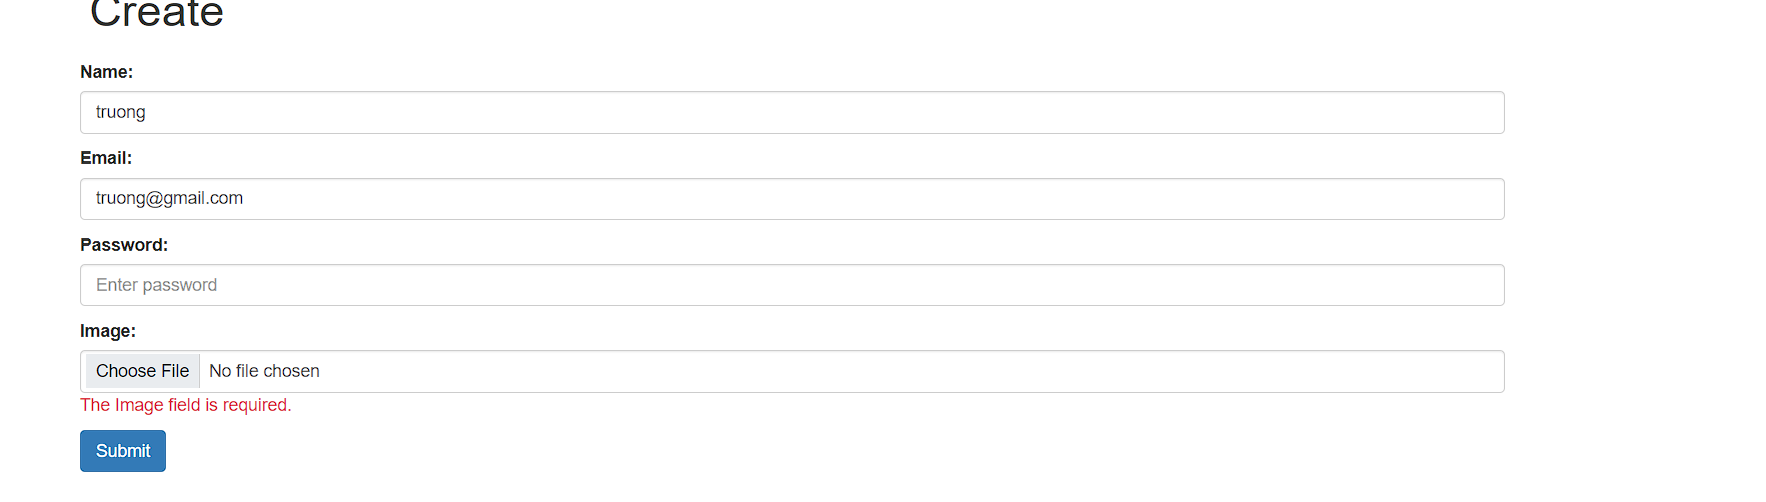 Create
Name:
truong
Email:
truong@gmail.com
Password:
Enter password
Image:
Choose File No file chosen
The Image field is required.
Submit